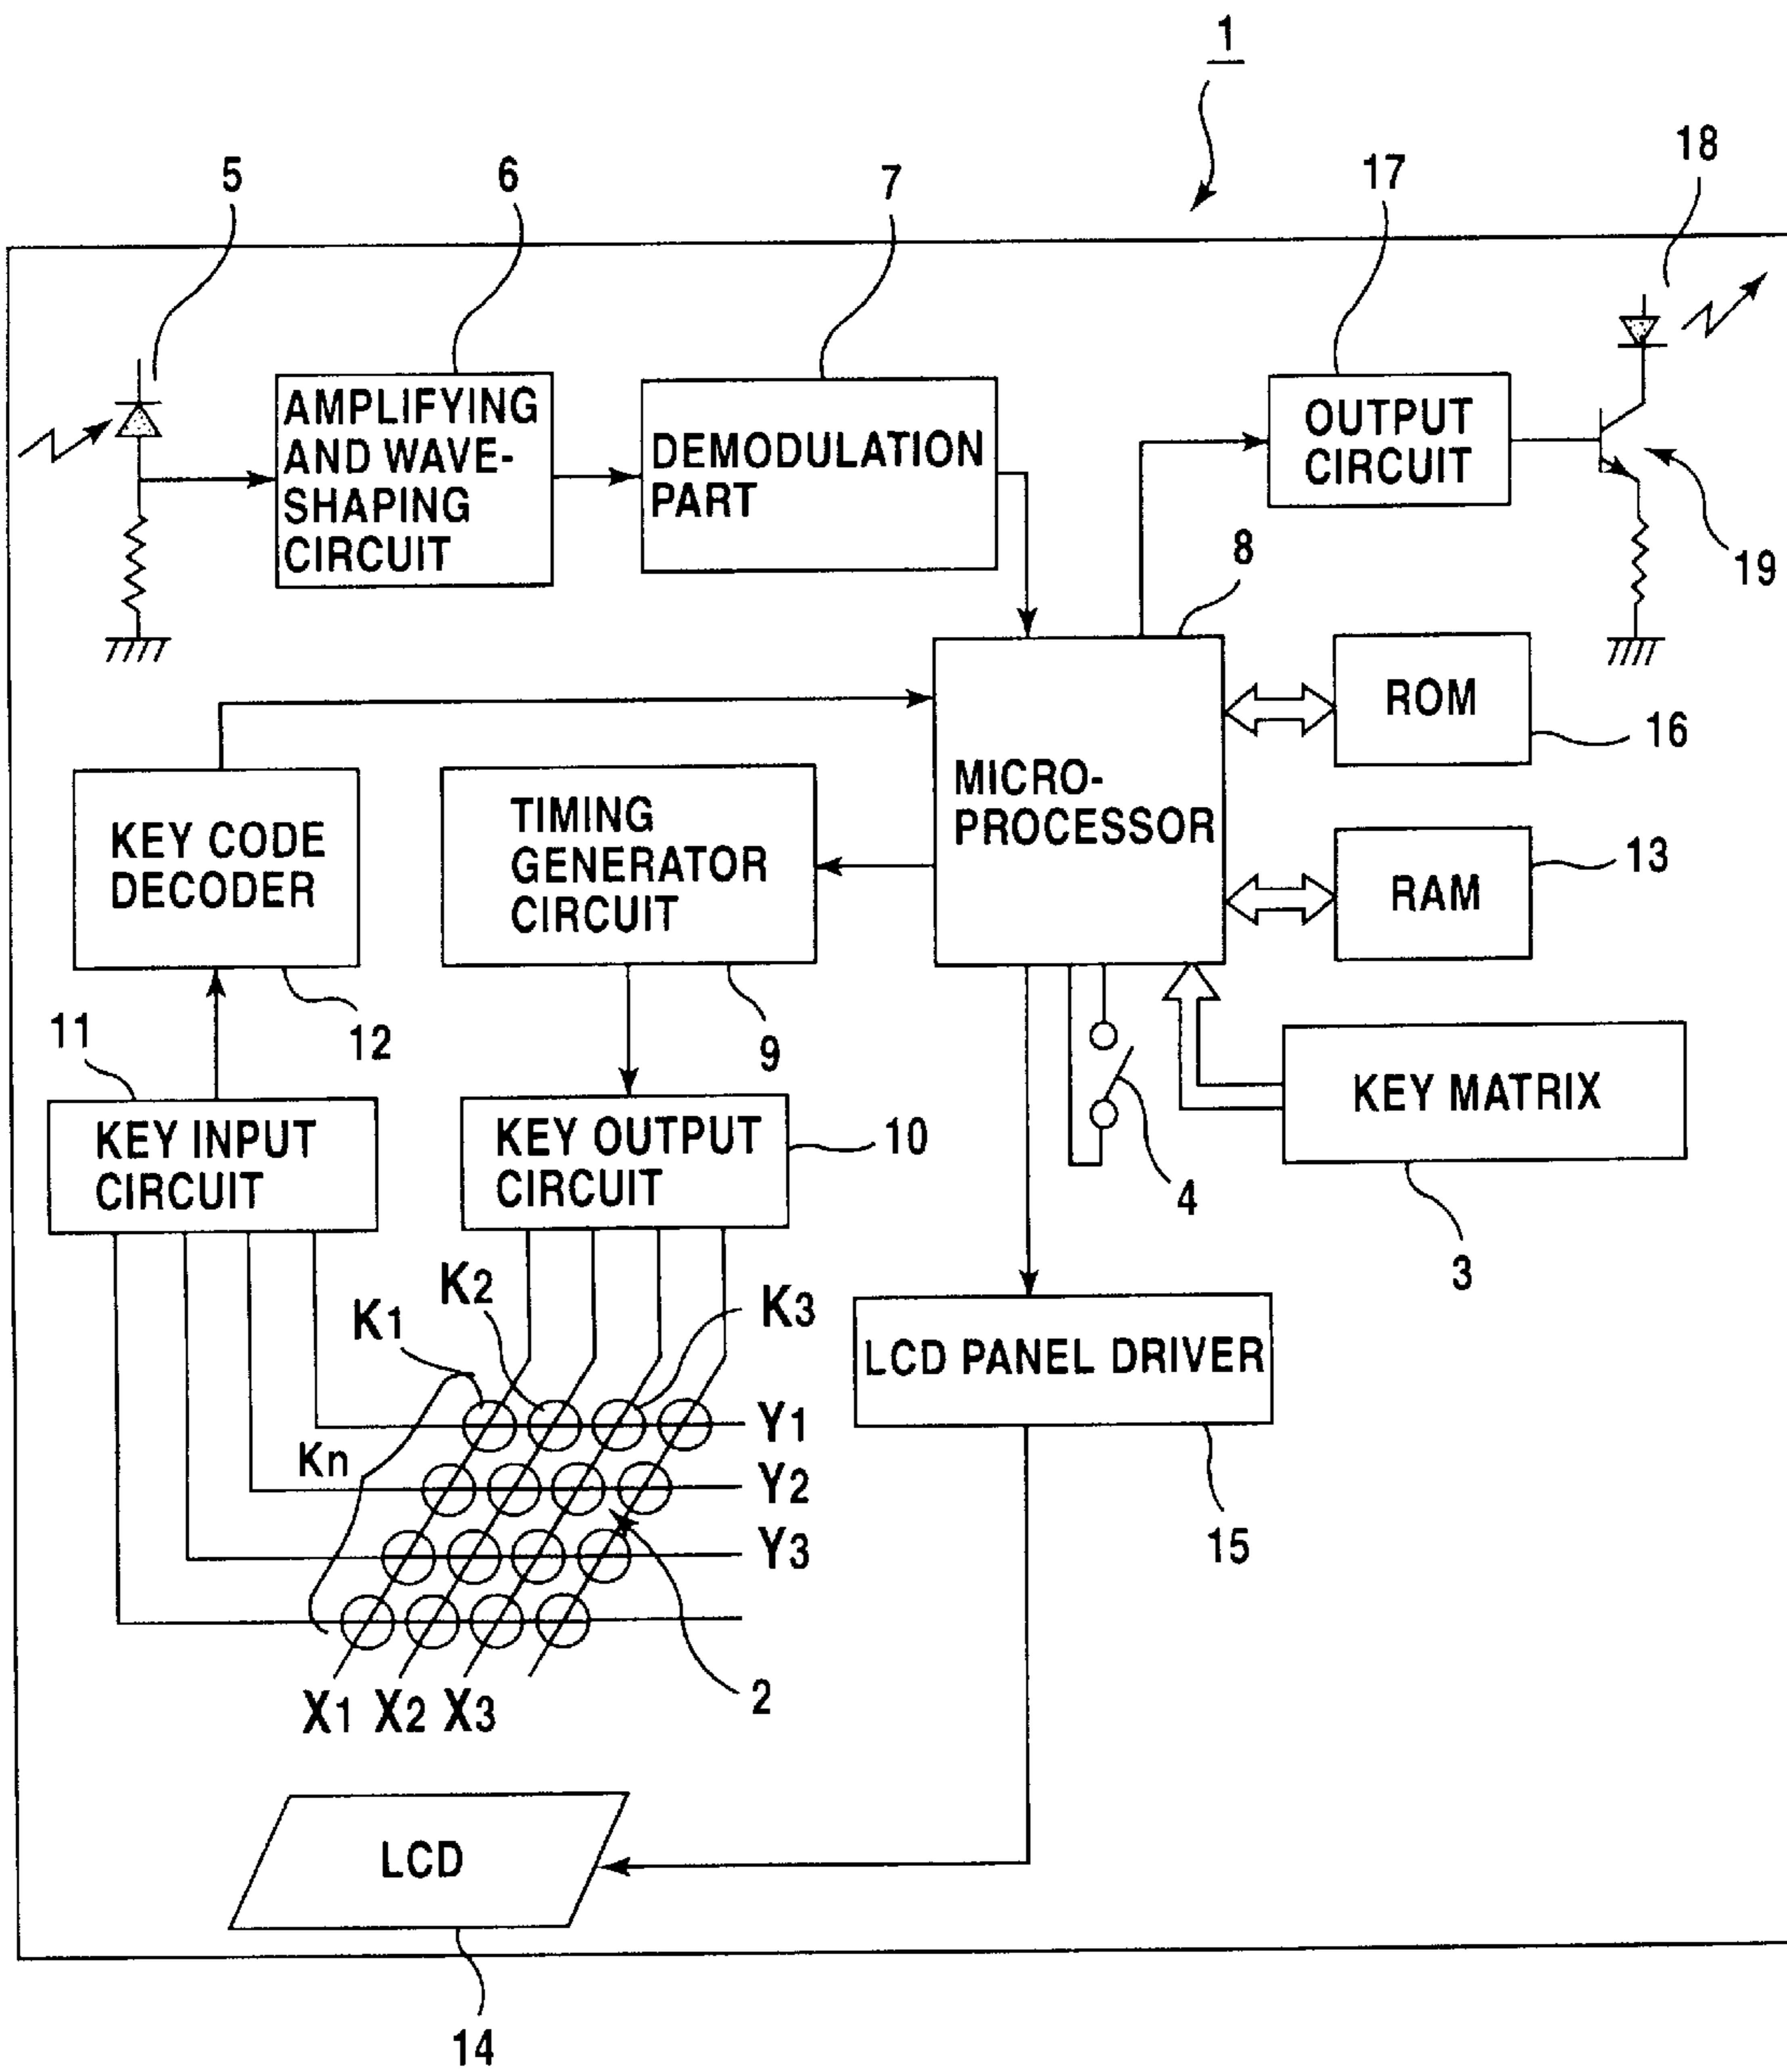 1
5
6
7
17
18
AMPLIFYING
AND WAVE-
SHAPING
CIRCUIT
DEMODULATION
PART
OUTPUT
CIRCUIT
19
8
ROM
16
KEY CODE
DECODER
12
TIMING
GENERATOR
CIRCUIT
9
MICRO-
PROCESSOR
RAM
13
11
KEY INPUT
CIRCUIT
KEY OUTPUT
CIRCUIT
10
4
KEY MATRIX
3
K1
K2
K3
Kn
Y1
Y2
Y3
X1 X2 X3
2
LCD PANEL DRIVER
15
LCD
14